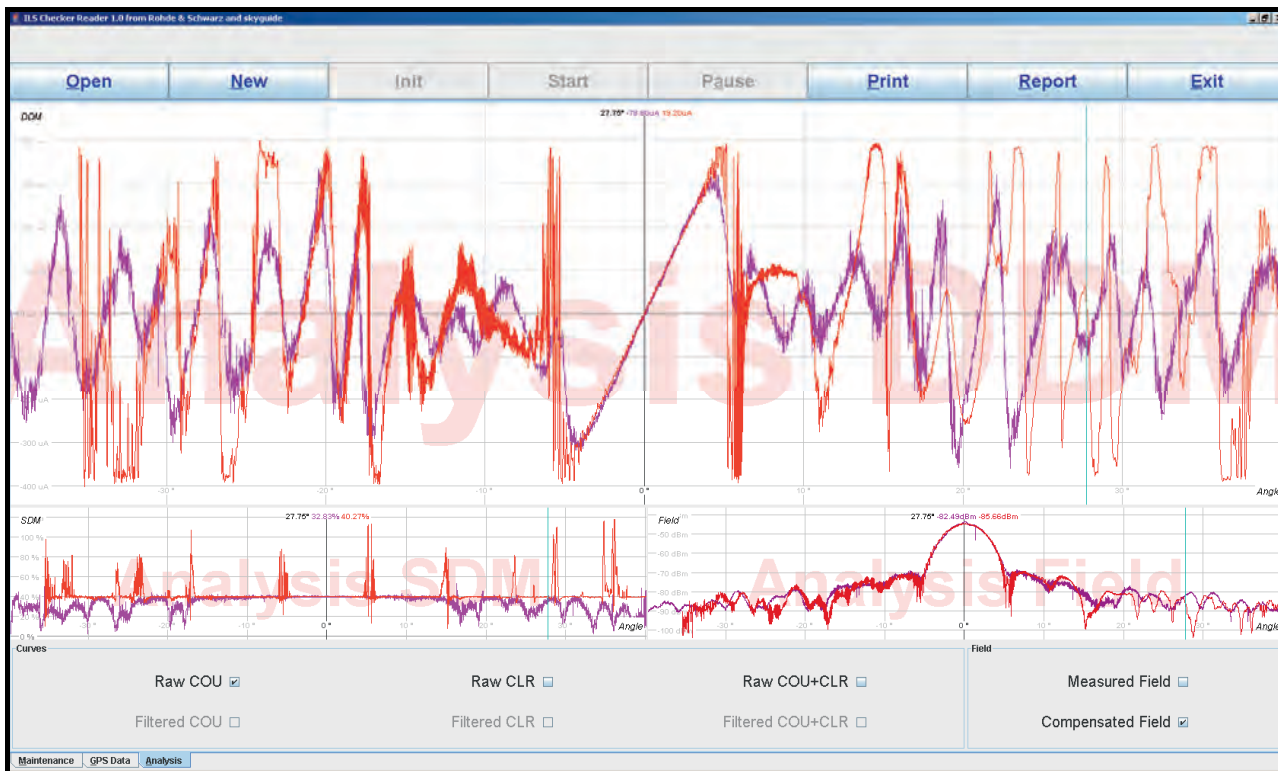 ILS Checker Reader 1.0 from Rohde & Schwarz and skyguide
Open New Init Start Pause Print Report Exit
DDM
27.75° -78.80uA 19.20uA
Analysis DDM
-300 uA
-400 uA
-30° -20° -10° 0° 10° 20° 30° Angle
SDM
27.75° 32.83% 40.27%
100 %
80 %
60 %
40 %
0 %
Analysis SDM
-20° 0° 10° 20° Angle
Field
27.75° -82.49dBm -85.66dBm
-50 dBm
-60 dBm
-70 dBm
-80 dBm
-90 dBm
-100 dBm
Analysis Field
-30° -20° -10° 0° 10° 20° 30° Angle
Curves
Raw COU Raw CLR Raw COU+CLR
Filtered COU Filtered CLR Filtered COU+CLR
Field
Measured Field
Compensated Field
Maintenance GPS Data Analysis